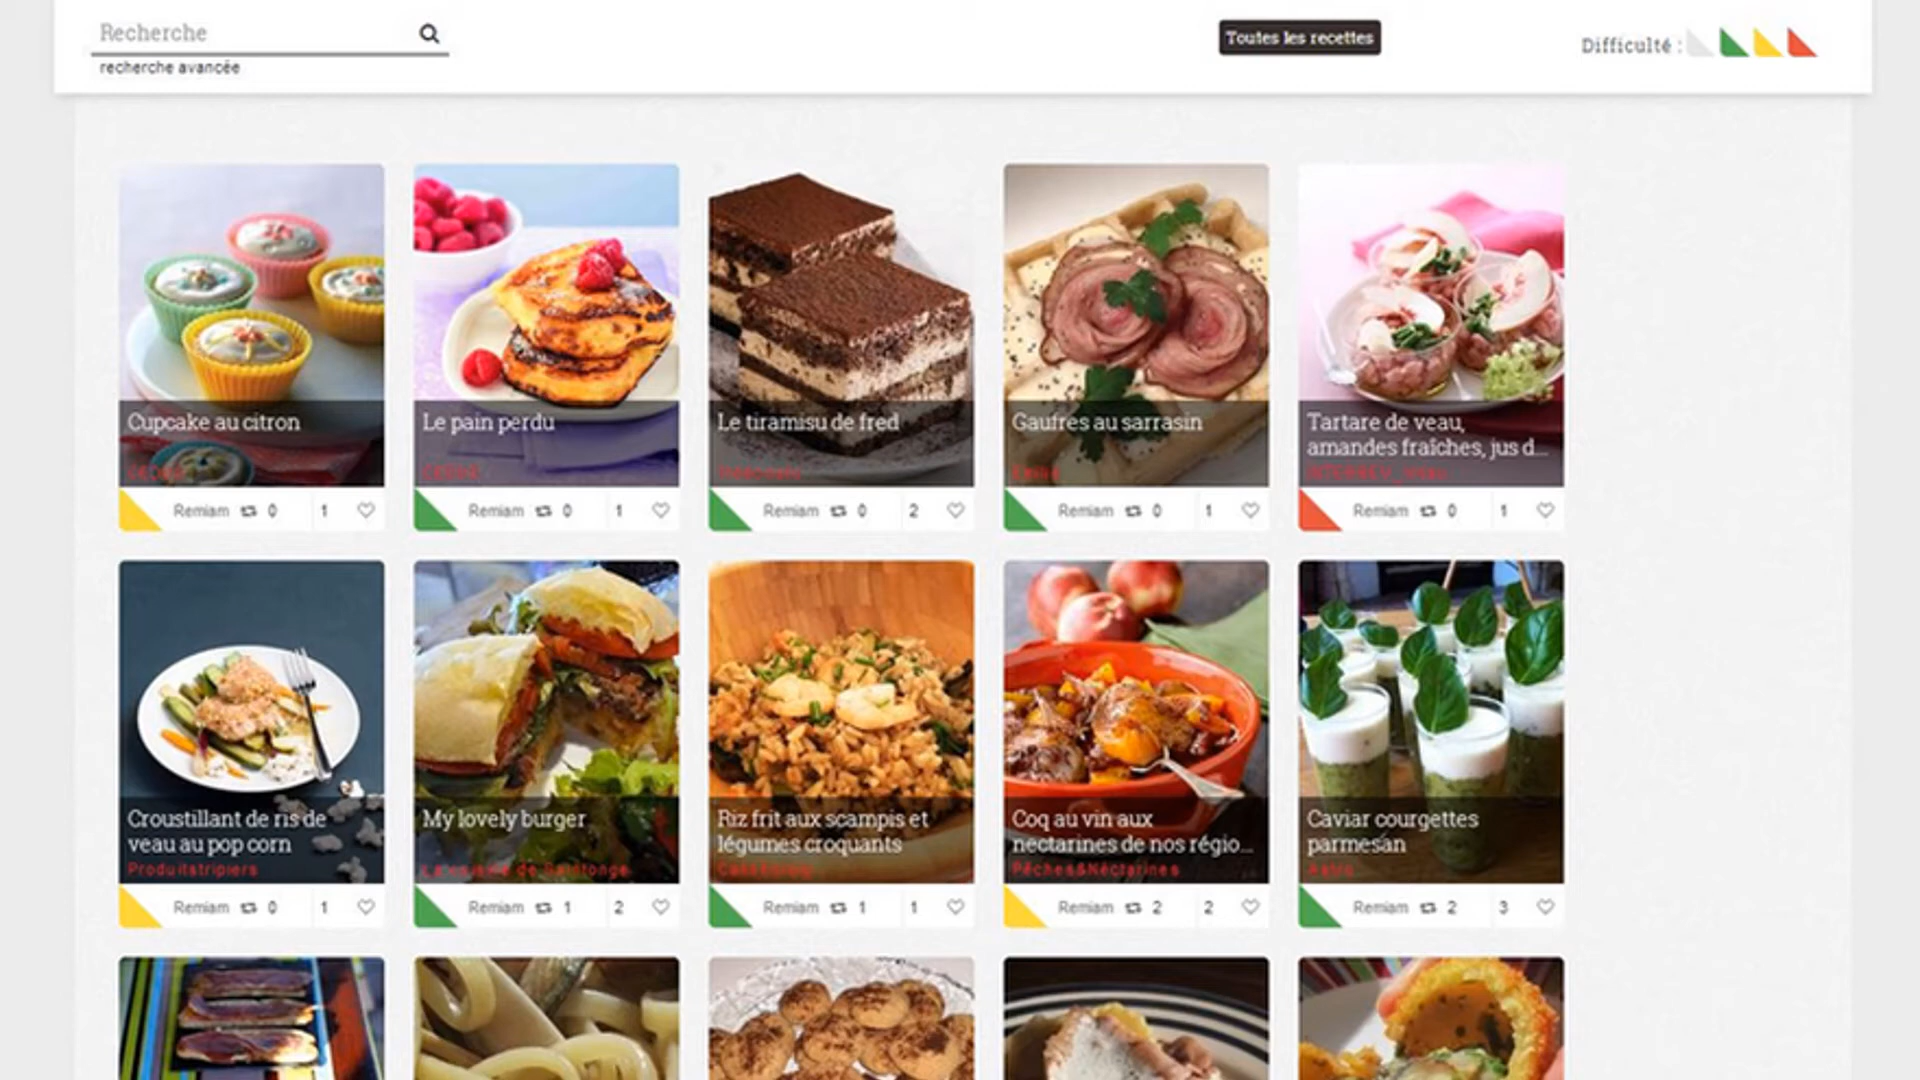 Recherche
recherche avancée
Toutes les recettes
Difficulté :
Cupcake au citron
Remiam 0 1
Le pain perdu
Remiam 0 1
Le tiramisu de fred
Remiam 0 2
Gaufres au sarrasin
Remiam 0 1
Tartare de veau,
amandes fraîches, jus d...
Remiam 0 1
Croustillant de ris de
veau au pop corn
Produitstripiers
Remiam 0 1
My lovely burger
Remiam 1 2
Riz frit aux scampis et
légumes croquants
Remiam 1 1
Coq au vin aux
nectarines de nos régio...
Pêches&Nectarines
Remiam 2 2
Caviar courgettes
parmesan
Remiam 2 3